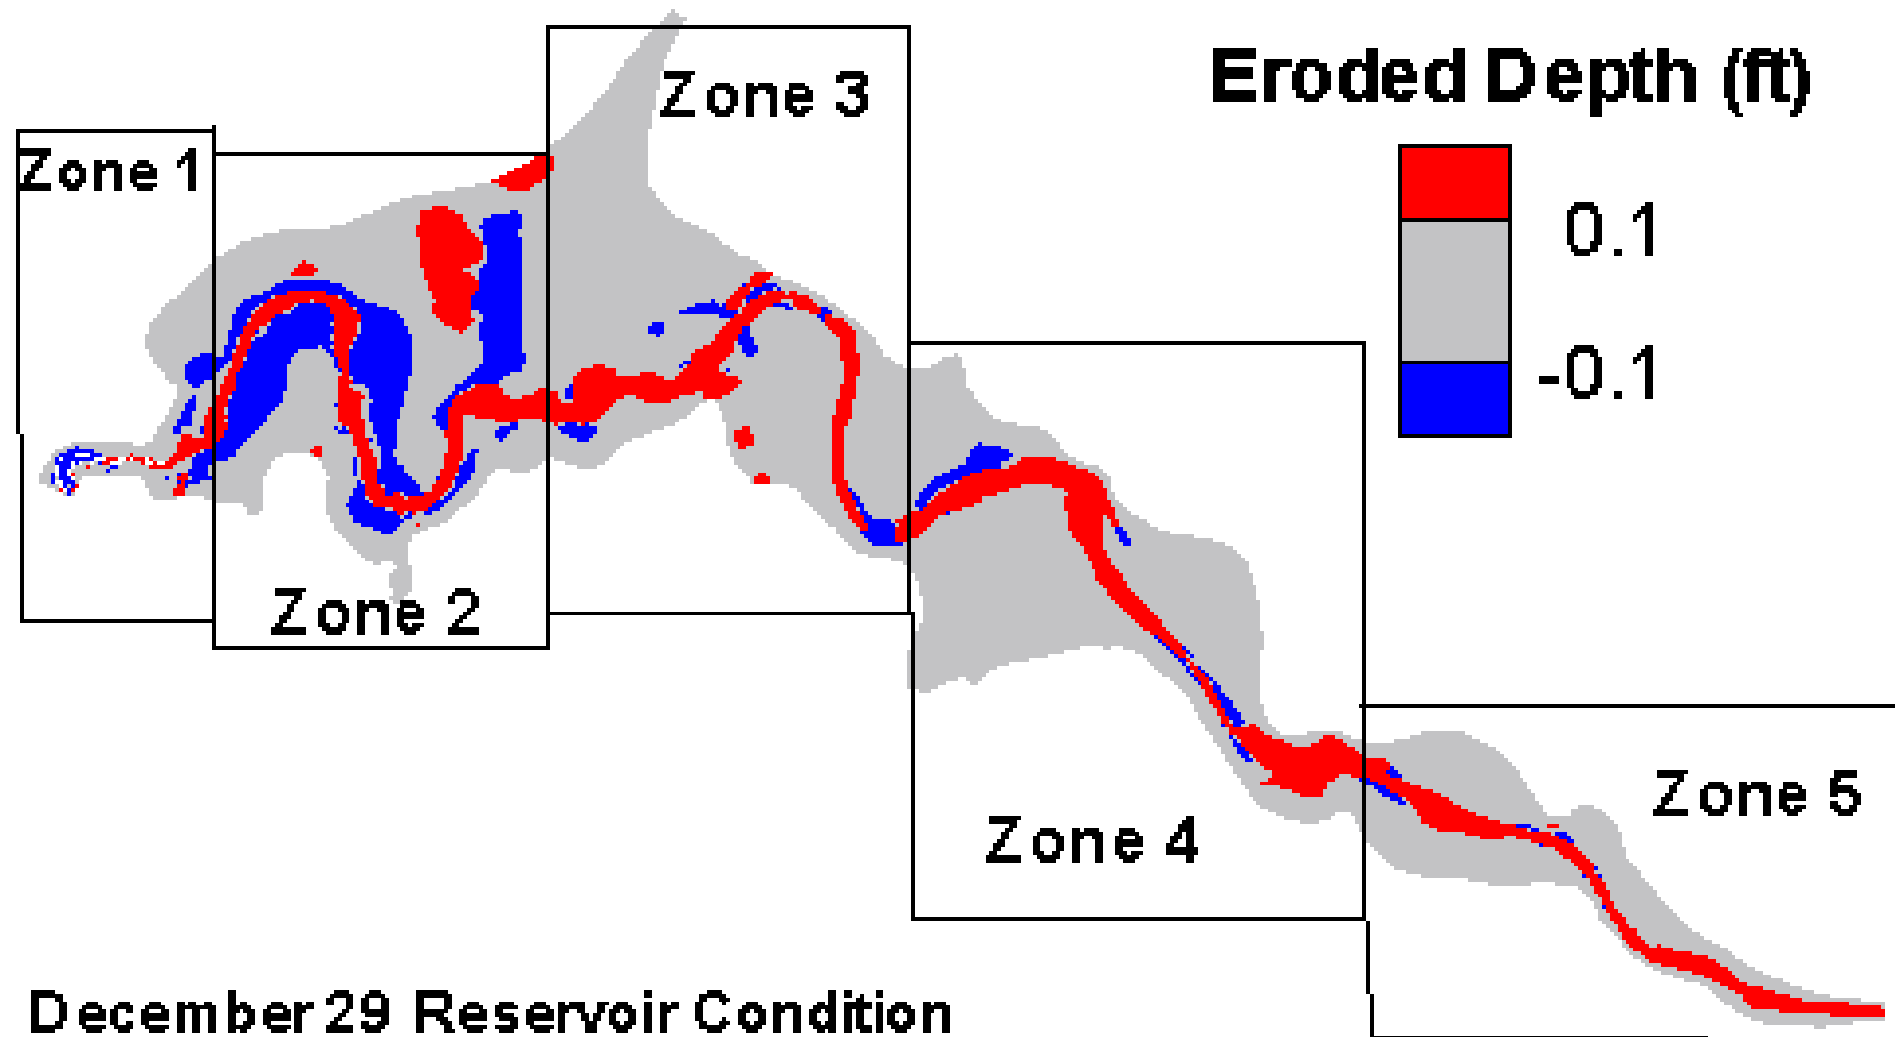 Eroded Depth (ft)
Zone 3
Zone 1
0.1
-0.1
Zone 2
Zone 5
Zone 4
December 29 Reservoir Condition